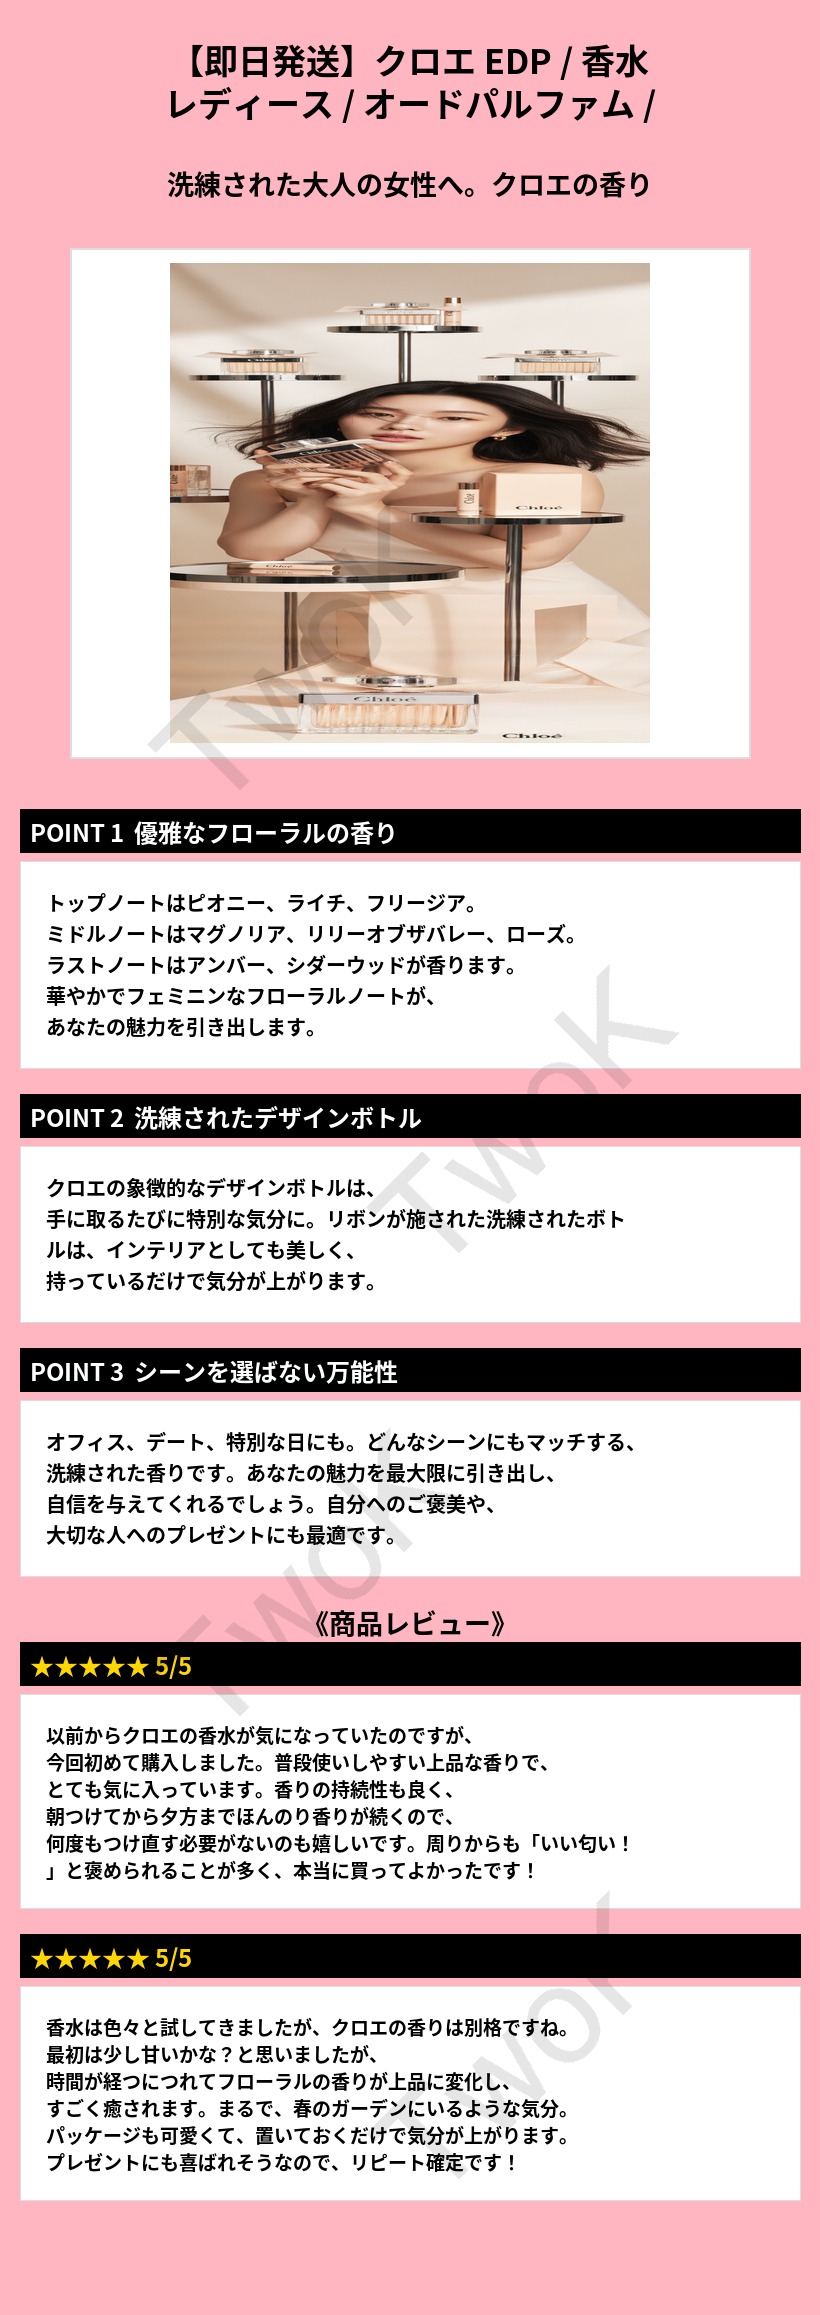 【即日発送】クロエ EDP / 香水
レディース / オードパルファム /
洗練された大人の女性へ。クロエの香り
Chloé
Chloé
Chloé
Chloé
TwoK
POINT 1 優雅なフローラルの香り
トップノートはピオニー、ライチ、フリージア。
ミドルノートはマグノリア、リリーオブザバレー、ローズ。
ラストノートはアンバー、シダーウッドが香ります。
華やかでフェミニンなフローラルノートが、
あなたの魅力を引き出します。
TwoK
POINT 2 洗練されたデザインボトル
クロエの象徴的なデザインボトルは、
手に取るたびに特別な気分に。リボンが施された洗練されたボト
ルは、インテリアとしても美しく、
持っているだけで気分が上がります。
POINT 3 シーンを選ばない万能性
オフィス、デート、特別な日にも。どんなシーンにもマッチする、
洗練された香りです。あなたの魅力を最大限に引き出し、
自信を与えてくれるでしょう。自分へのご褒美や、
大切な人へのプレゼントにも最適です。
TwoK
《商品レビュー》
★★★★★ 5/5
以前からクロエの香水が気になっていたのですが、
今回初めて購入しました。普段使いしやすい上品な香りで、
とても気に入っています。香りの持続性も良く、
朝つけてから夕方までほんのり香りが続くので、
何度もつけ直す必要がないのも嬉しいです。周りからも「いい匂い！
」と褒められることが多く、本当に買ってよかったです！
★★★★★ 5/5
香水は色々と試してきましたが、クロエの香りは別格ですね。
最初は少し甘いかな？と思いましたが、
時間が経つにつれてフローラルの香りが上品に変化し、
すごく癒されます。まるで、春のガーデンにいるような気分。
パッケージも可愛くて、置いておくだけで気分が上がります。
プレゼントにも喜ばれそうなので、リピート確定です！
TwoK